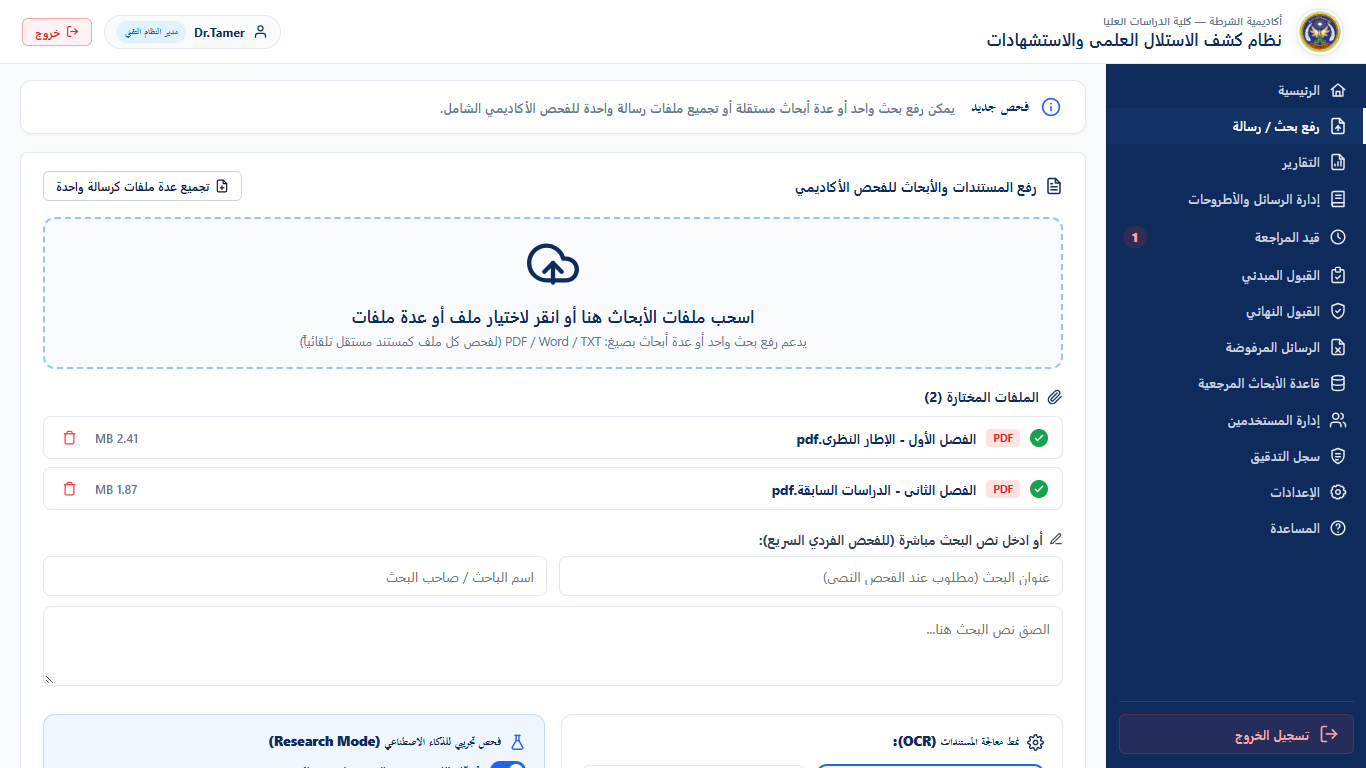 أكاديمية الشرطة — كلية الدراسات العليا
نظام كشف الاستلال العلمي والاستشهادات
Dr.Tamer
مدير النظام التقني
خروج
الرئيسية
رفع بحث / رسالة
التقارير
إدارة الرسائل والأطروحات
قيد المراجعة
1
القبول المبدئي
القبول النهائي
الرسائل المرفوضة
قاعدة الأبحاث المرجعية
إدارة المستخدمين
سجل التدقيق
الإعدادات
المساعدة
تسجيل الخروج
فحص جديد
يمكن رفع بحث واحد أو عدة أبحاث مستقلة أو تجميع ملفات رسالة واحدة للفحص الأكاديمي الشامل.
رفع المستندات والأبحاث للفحص الأكاديمي
تجميع عدة ملفات كرسالة واحدة
اسحب ملفات الأبحاث هنا أو انقر لاختيار ملف أو عدة ملفات
يدعم رفع بحث واحد أو عدة أبحاث بصيغ: PDF / Word / TXT (لفحص كل ملف كمستند مستقل تلقائياً)
الملفات المختارة (2)
PDF
الفصل الأول - الإطار النظري.pdf
2.41 MB
PDF
الفصل الثاني - الدراسات السابقة.pdf
1.87 MB
أو ادخل نص البحث مباشرة (للفحص الفردي السريع):
عنوان البحث (مطلوب عند الفحص النصي)
اسم الباحث / صاحب البحث
الصق نص البحث هنا...
نمط معالجة المستندات (OCR):
فحص تجريبي للذكاء الاصطناعي (Research Mode)